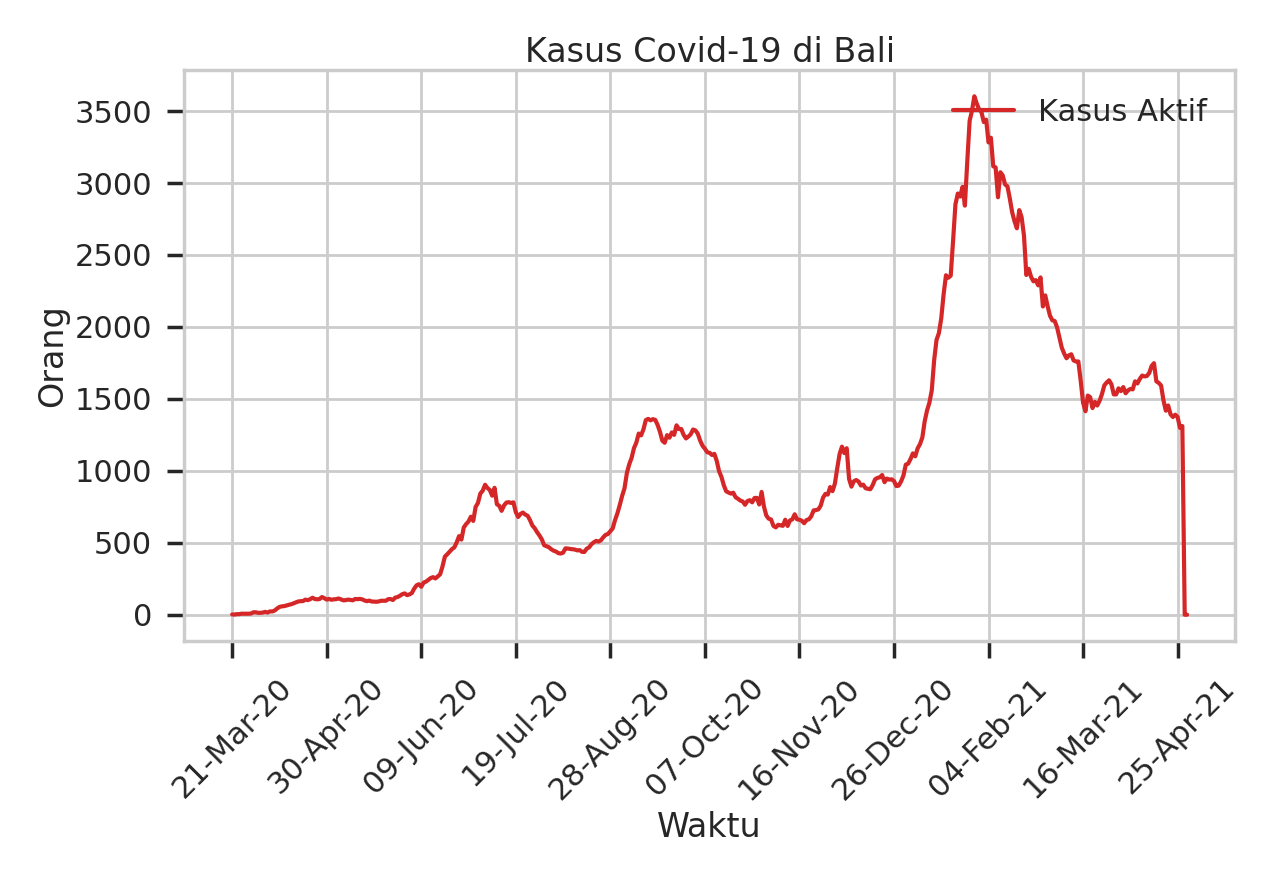 Kasus Covid-19 di Bali
Kasus Aktif
3500
3000
2500
2000
1500
1000
500
0
Orang
21-Mar-20
30-Apr-20
09-Jun-20
19-Jul-20
28-Aug-20
07-Oct-20
16-Nov-20
26-Dec-20
04-Feb-21
16-Mar-21
25-Apr-21
Waktu